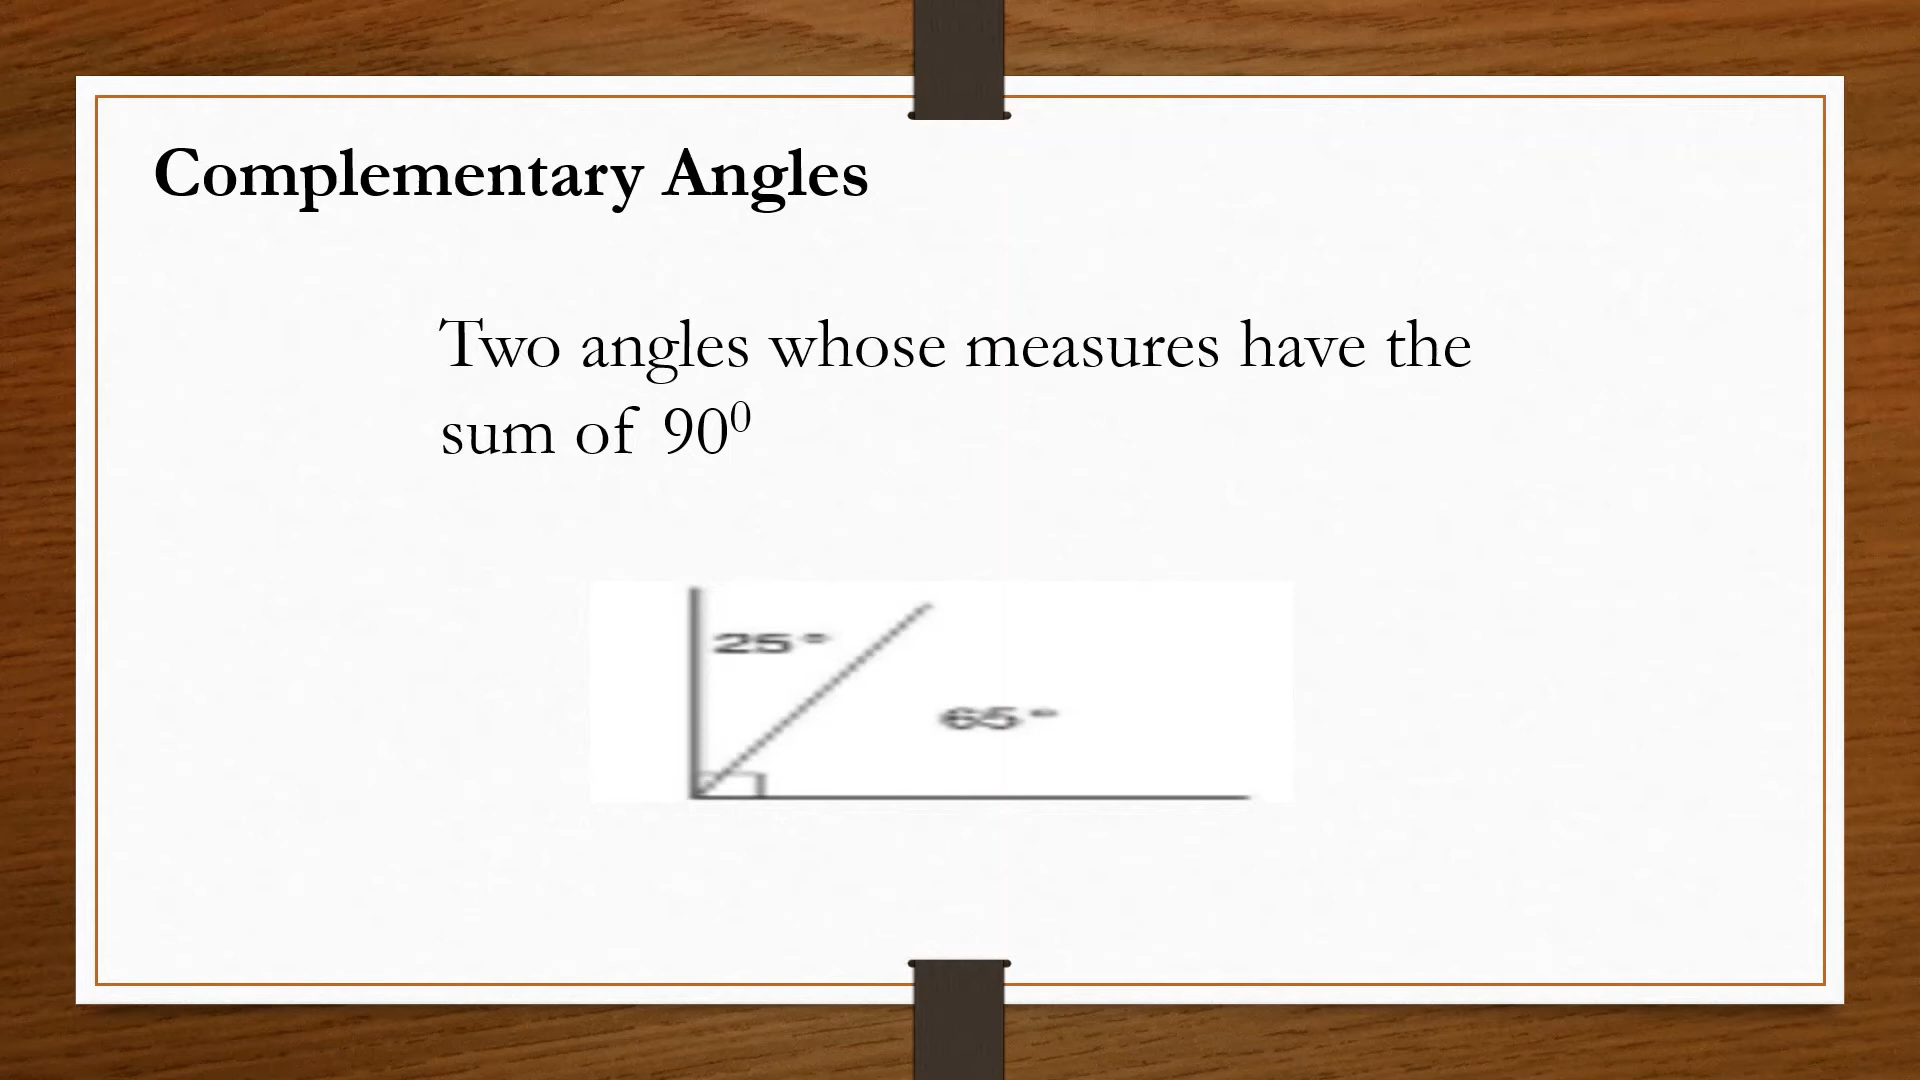 Complementary Angles
Two angles whose measures have the
sum of 90⁰
25°
65°